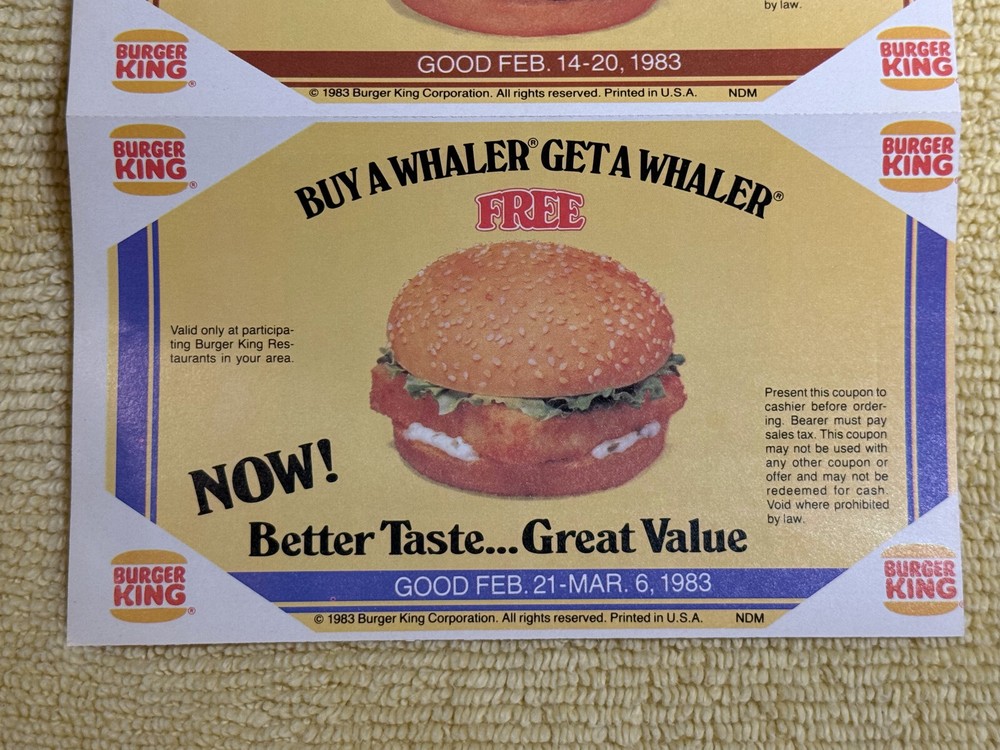 by law.
BURGER KING®
BURGER KING
GOOD FEB. 14-20, 1983
© 1983 Burger King Corporation. All rights reserved. Printed in U.S.A. NDM
BURGER KING®
BURGER KING®
BUY A WHALER® GET A WHALER®
FREE
Valid only at participa-
ting Burger King Res-
taurants in your area.
Present this coupon to
cashier before order-
ing. Bearer must pay
sales tax. This coupon
may not be used with
any other coupon or
offer and may not be
redeemed for cash.
Void where prohibited
by law.
NOW!
Better Taste...Great Value
BURGER KING®
BURGER KING®
GOOD FEB. 21-MAR. 6, 1983
© 1983 Burger King Corporation. All rights reserved. Printed in U.S.A. NDM